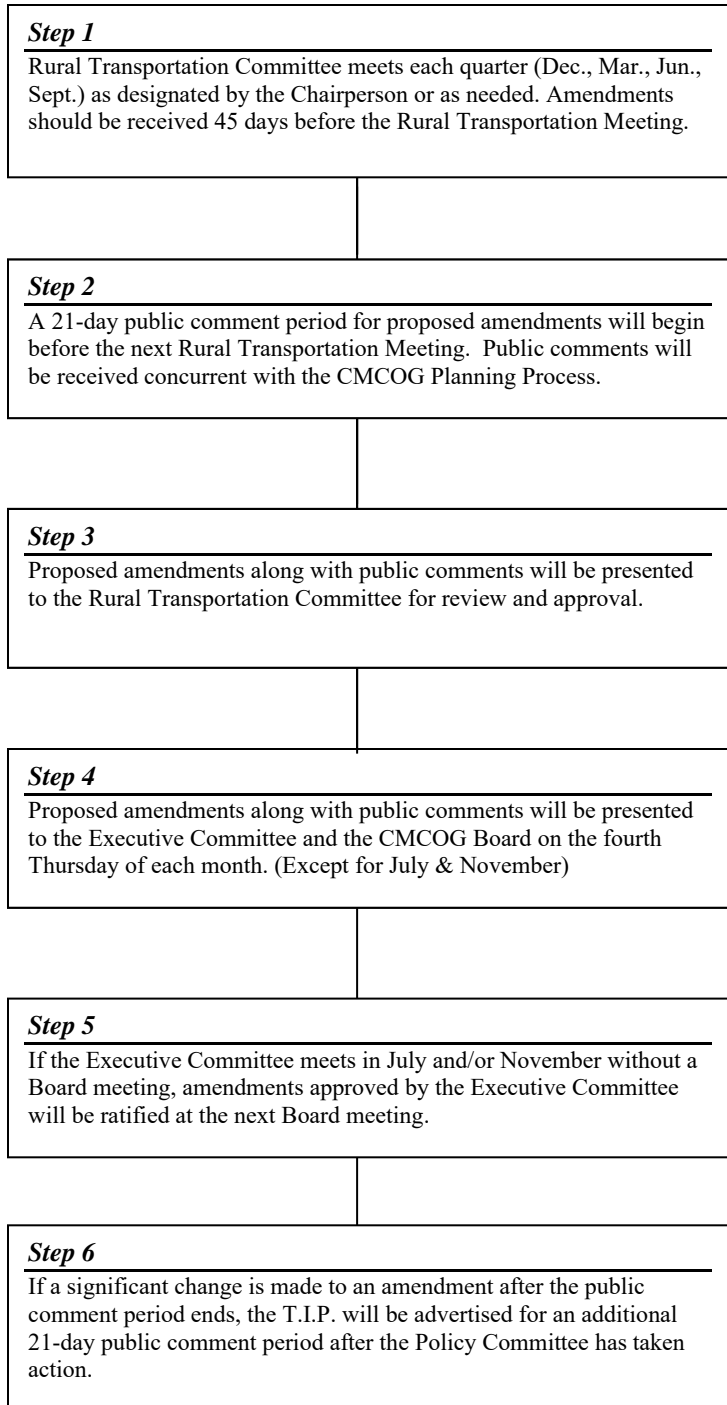 Step 1
Rural Transportation Committee meets each quarter (Dec., Mar., Jun.,
Sept.) as designated by the Chairperson or as needed. Amendments
should be received 45 days before the Rural Transportation Meeting.
Step 2
A 21-day public comment period for proposed amendments will begin
before the next Rural Transportation Meeting.  Public comments will
be received concurrent with the CMCOG Planning Process.
Step 3
Proposed amendments along with public comments will be presented
to the Rural Transportation Committee for review and approval.
Step 4
Proposed amendments along with public comments will be presented
to the Executive Committee and the CMCOG Board on the fourth
Thursday of each month. (Except for July & November)
Step 5
If the Executive Committee meets in July and/or November without a
Board meeting, amendments approved by the Executive Committee
will be ratified at the next Board meeting.
Step 6
If a significant change is made to an amendment after the public
comment period ends, the T.I.P. will be advertised for an additional
21-day public comment period after the Policy Committee has taken
action.